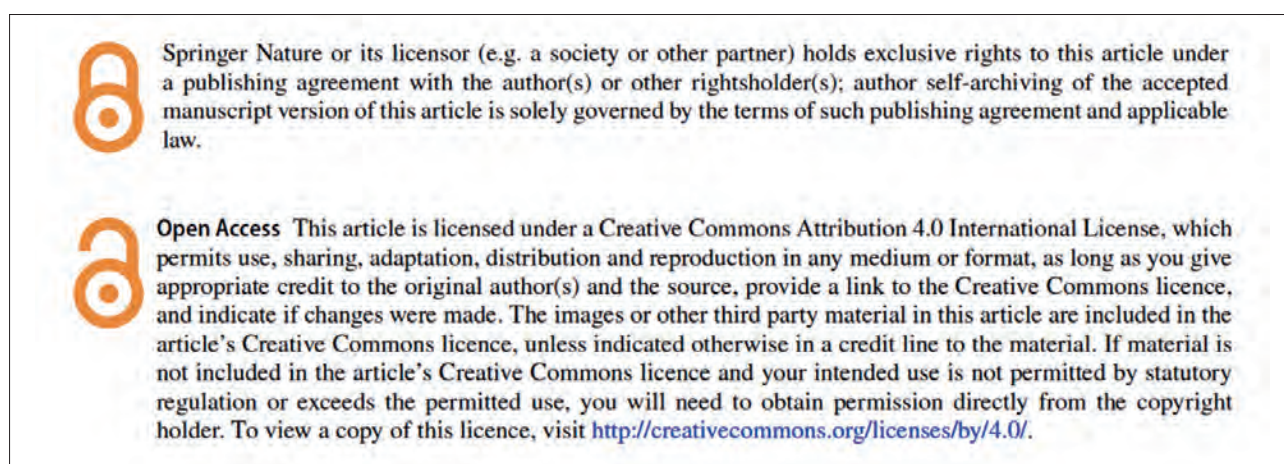 Springer Nature or its licensor (e.g. a society or other partner) holds exclusive rights to this article under
a publishing agreement with the author(s) or other rightsholder(s); author self-archiving of the accepted
manuscript version of this article is solely governed by the terms of such publishing agreement and applicable
law.
Open Access This article is licensed under a Creative Commons Attribution 4.0 International License, which
permits use, sharing, adaptation, distribution and reproduction in any medium or format, as long as you give
appropriate credit to the original author(s) and the source, provide a link to the Creative Commons licence,
and indicate if changes were made. The images or other third party material in this article are included in the
article's Creative Commons licence, unless indicated otherwise in a credit line to the material. If material is
not included in the article's Creative Commons licence and your intended use is not permitted by statutory
regulation or exceeds the permitted use, you will need to obtain permission directly from the copyright
holder. To view a copy of this licence, visit http://creativecommons.org/licenses/by/4.0/.